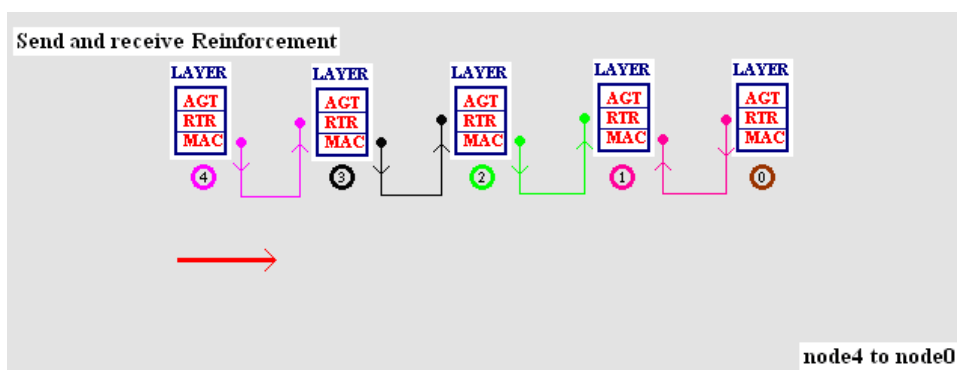 Send and receive Reinforcement
LAYER LAYER LAYER LAYER LAYER
AGT AGT AGT AGT AGT
RTR RTR RTR RTR RTR
MAC MAC MAC MAC MAC
4 3 2 1 0
node4 to node0